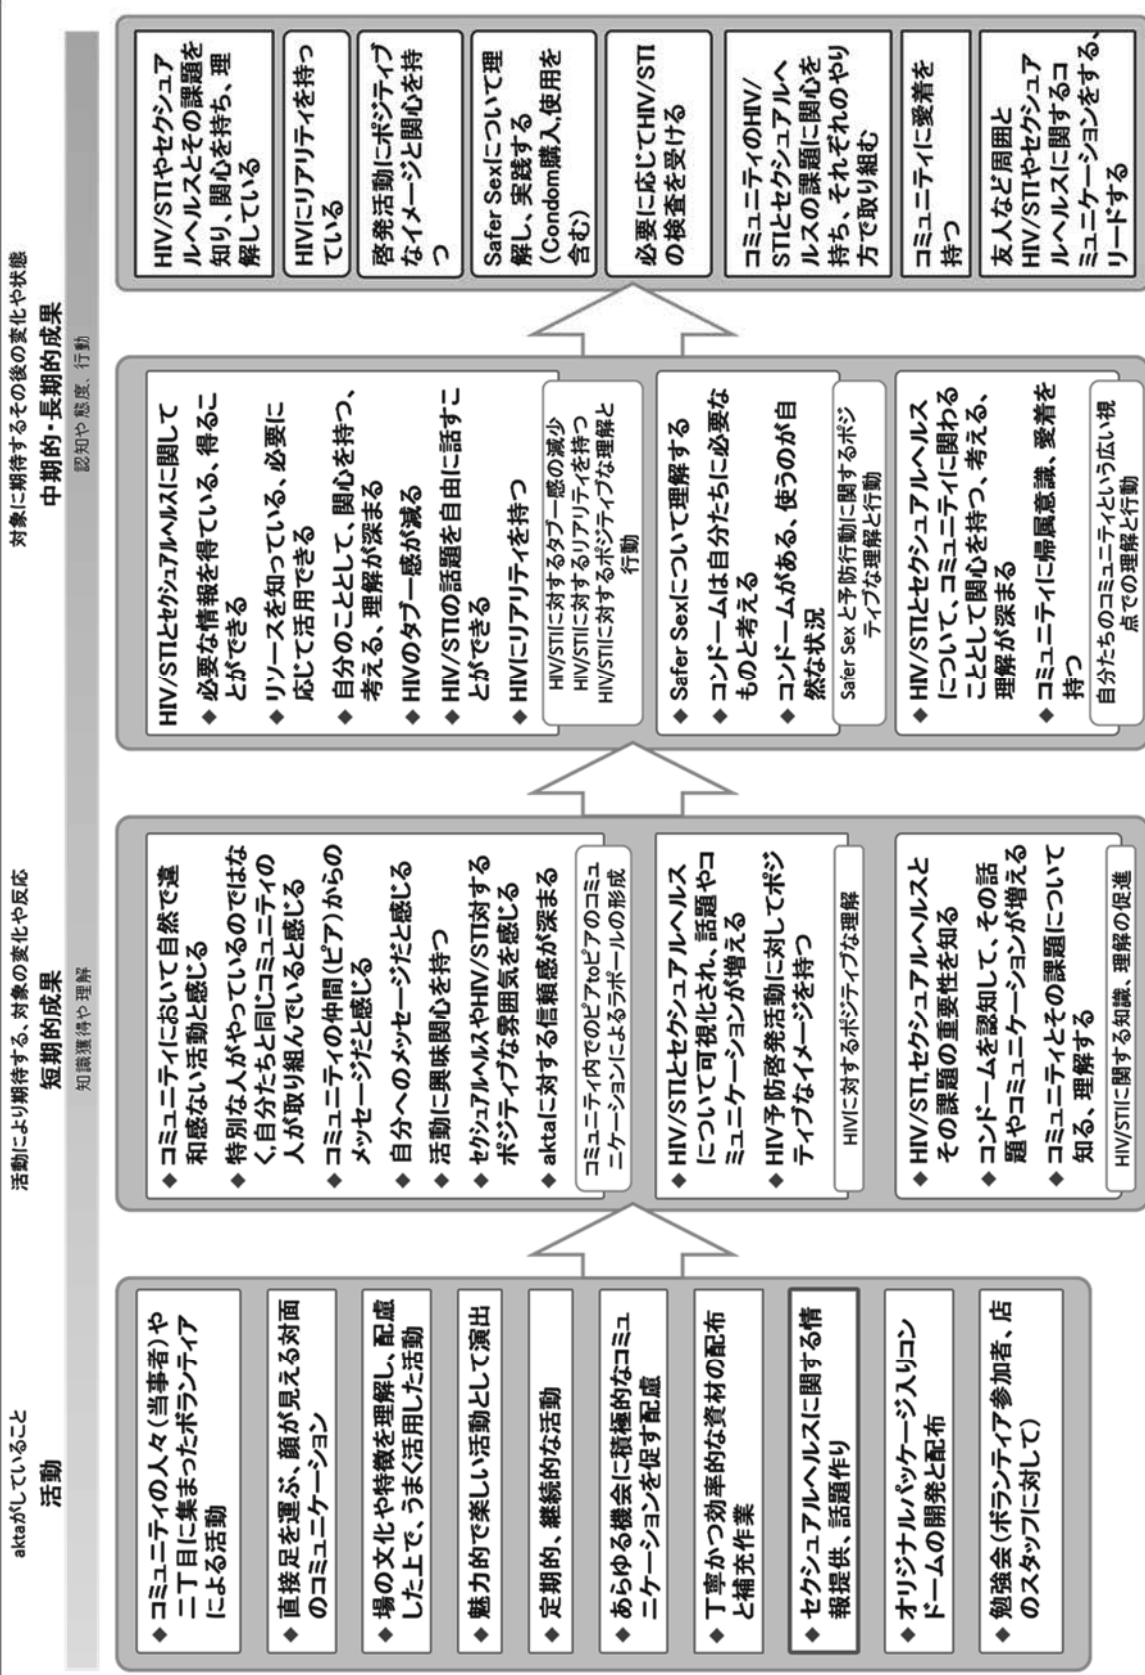 aktaがしていること
活動
活動により期待する、対象の変化や反応
短期的成果
知識獲得や理解
対象に期待するその後の変化や状態
中期的・長期的成果
認知や態度、行動
◆ コミュニティの人々(当事者)や
二丁目に集まったボランティア
による活動
◆ 直接足を運ぶ、顔が見える対面
のコミュニケーション
◆ 場の文化や特徴を理解し、配慮
した上で、うまく活用した活動
◆ 魅力的で楽しい活動として演出
◆ 定期的、継続的な活動
◆ あらゆる機会に積極的なコミュ
ニケーションを促す配慮
◆ 丁寧かつ効率的な資材の配布
と補充作業
◆ セクシュアルヘルスに関する情
報提供、話題作り
◆ オリジナルパッケージ入りコン
ドームの開発と配布
◆ 勉強会(ボランティア参加者、店
のスタッフに対して)
◆ コミュニティにおいて自然で違
和感ない活動と感じる
◆ 特別な人がやっているのではな
く,自分たちと同じコミュニティの
人が取り組んでいると感じる
◆ コミュニティの仲間(ピア)からの
メッセージだと感じる
◆ 自分へのメッセージだと感じる
◆ 活動に興味関心を持つ
◆ セクシュアルヘルスやHIV/STI対する
ポジティブな雰囲気を感じる
◆ aktaに対する信頼感が深まる
コミュニティ内でのピアtoピアのコミュ
ニケーションによるラポールの形成
◆ HIV/STIとセクシュアルヘルス
について可視化され、話題やコ
ミュニケーションが増える
◆ HIV予防啓発活動に対してポジ
ティブなイメージを持つ
HIVに対するポジティブな理解
◆ HIV/STI,セクシュアルヘルスと
その課題の重要性を知る
◆ コンドームを認知して、その話
題やコミュニケーションが増える
◆ コミュニティとその課題について
知る、理解する
HIV/STIに関する知識、理解の促進
HIV/STIとセクシュアルヘルスに関して
◆ 必要な情報を得ている、得るこ
とができる
◆ リソースを知っている、必要に
応じて活用できる
◆ 自分のこととして、関心を持つ、
考える、理解が深まる
◆ HIVのタブー感が減る
◆ HIV/STIの話題を自由に話すこ
とができる
◆ HIVにリアリティを持つ
HIV/STIに対するタブー感の減少
HIV/STIに対するリアリティを持つ
HIV/STIに対するポジティブな理解と
行動
◆ Safer Sexについて理解する
◆ コンドームは自分たちに必要な
ものと考える
◆ コンドームがある、使うのが自
然な状況
Safer Sex と予防行動に関するポジ
ティブな理解と行動
◆ HIV/STIとセクシュアルヘルス
について、コミュニティに関わる
こととして関心を持つ、考える、
理解が深まる
◆ コミュニティに帰属意識、愛着を
持つ
自分たちのコミュニティという広い視
点での理解と行動
HIV/STIやセクシュア
ルヘルスとその課題を
知り、関心を持ち、理
解している
HIVにリアリティを持っ
ている
啓発活動にポジティブ
なイメージと関心を持
つ
Safer Sexについて理
解し、実践する
(Condom購入,使用を
含む)
必要に応じてHIV/STI
の検査を受ける
コミュニティのHIV/
STIとセクシュアルヘ
ルスの課題に関心を
持ち、それぞれのやり
方で取り組む
コミュニティに愛着を
持つ
友人など周囲と
HIV/STIやセクシュア
ルヘルスに関するコ
ミュニケーションをする、
リードする